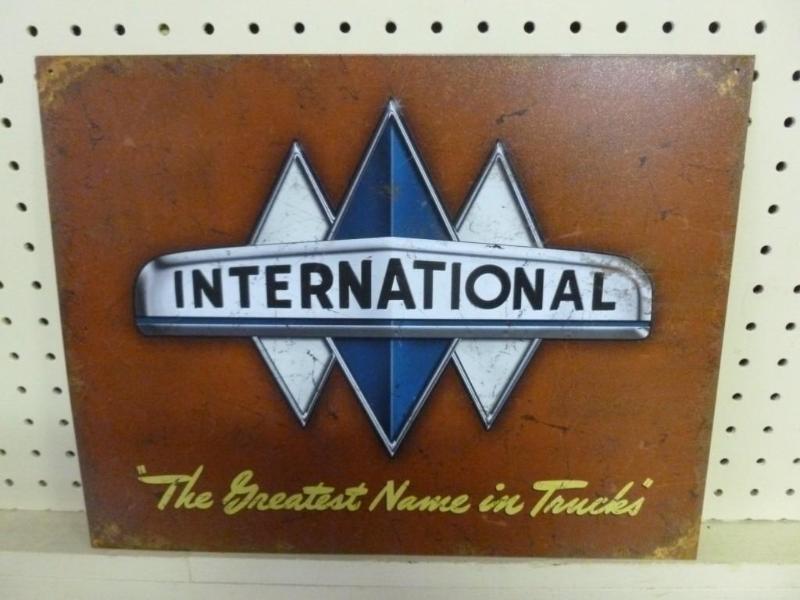 INTERNATIONAL
"The Greatest Name in Trucks"